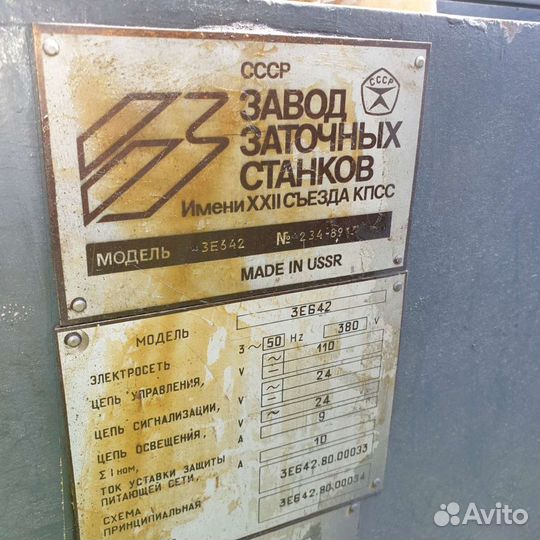 СССР
СССР
ЗАВОД
ЗАТОЧНЫХ
СТАНКОВ
Имени XXII СЪЕЗДА КПСС
МОДЕЛЬ 3Е642 №
MADE IN USSR
МОДЕЛЬ 3Е642
ЭЛЕКТРОСЕТЬ 3 ~ 50 Hz 380 V
ЦЕПЬ УПРАВЛЕНИЯ, V ~ 110
ЦЕПЬ СИГНАЛИЗАЦИИ, V ~ 24
ЦЕПЬ ОСВЕЩЕНИЯ, V ~ 24
Σ I ном, A 9
ТОК УСТАВКИ ЗАЩИТЫ
ПИТАЮЩЕЙ СЕТИ, A 10
СХЕМА
ПРИНЦИПИАЛЬНАЯ
3Е642.80.00033
3Е642.80.00034
Avito